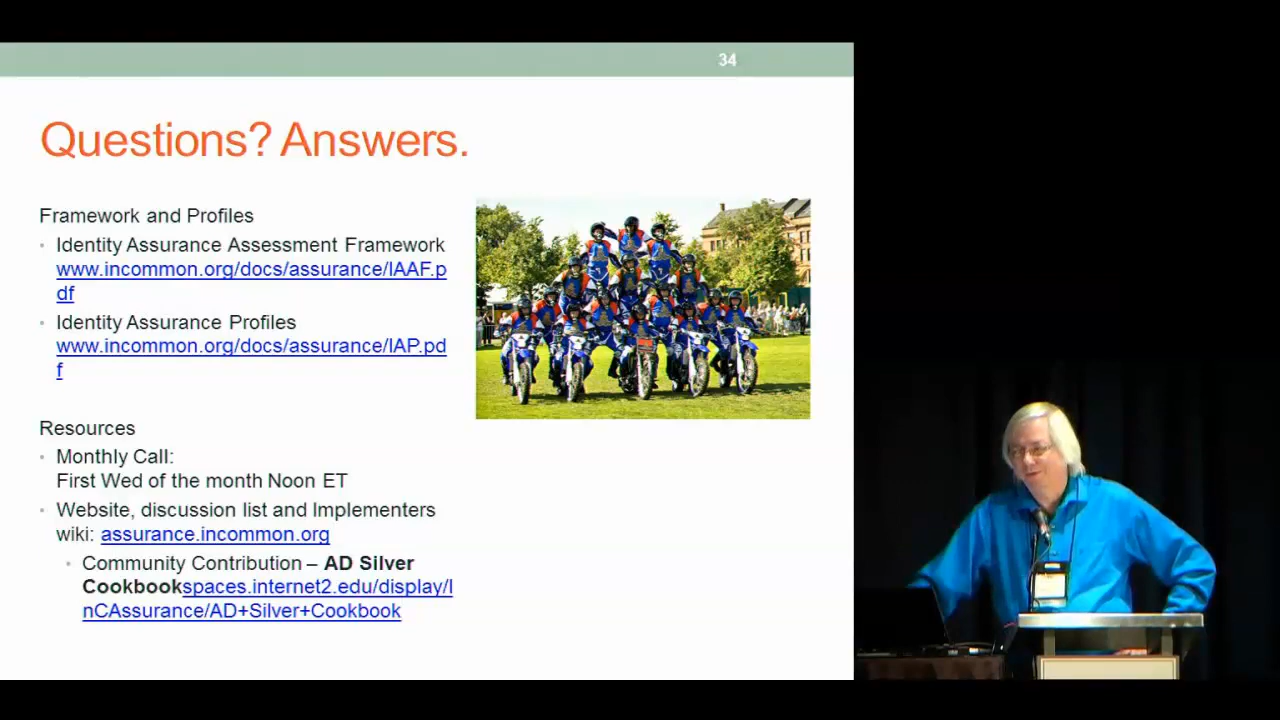 34
Questions? Answers.
Framework and Profiles
• Identity Assurance Assessment Framework
www.incommon.org/docs/assurance/IAAF.p
df
• Identity Assurance Profiles
www.incommon.org/docs/assurance/IAP.pd
f
Resources
• Monthly Call:
First Wed of the month Noon ET
• Website, discussion list and Implementers
wiki: assurance.incommon.org
• Community Contribution – AD Silver
Cookbookspaces.internet2.edu/display/I
nCAssurance/AD+Silver+Cookbook